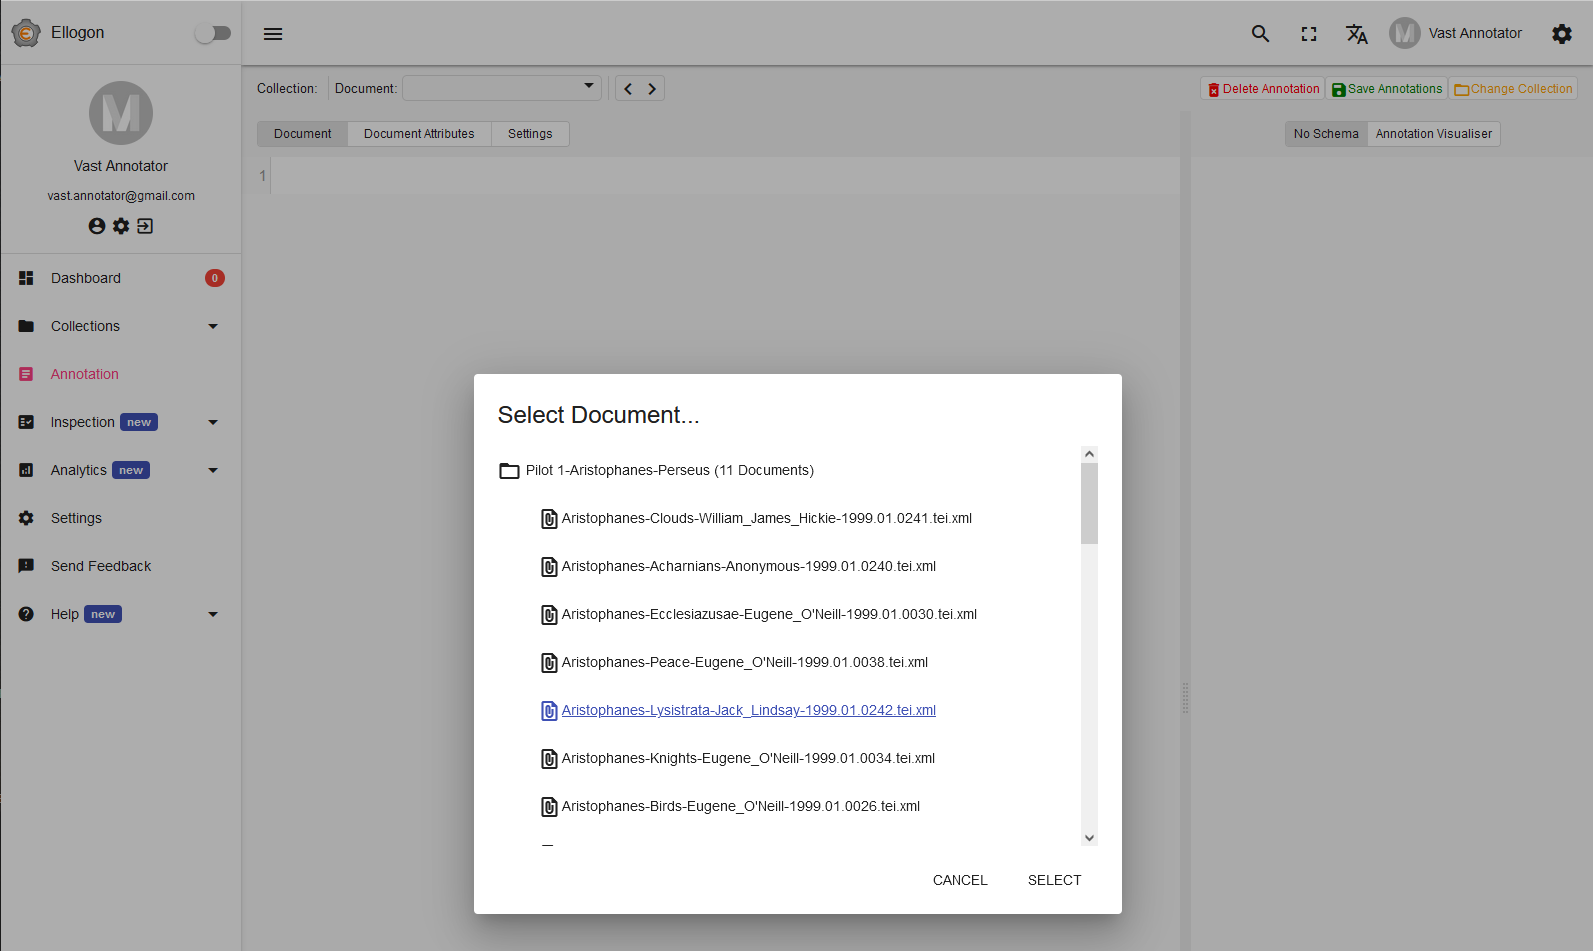 Ellogon
Vast Annotator
Collection: Document:
Delete Annotation Save Annotations Change Collection
Document Document Attributes Settings
No Schema Annotation Visualiser
1
M
Vast Annotator
vast.annotator@gmail.com
Dashboard 0
Collections
Annotation
Inspection new
Analytics new
Settings
Send Feedback
Help new
Select Document...
Pilot 1-Aristophanes-Perseus (11 Documents)
Aristophanes-Clouds-William_James_Hickie-1999.01.0241.tei.xml
Aristophanes-Acharnians-Anonymous-1999.01.0240.tei.xml
Aristophanes-Ecclesiazusae-Eugene_O'Neill-1999.01.0030.tei.xml
Aristophanes-Peace-Eugene_O'Neill-1999.01.0038.tei.xml
Aristophanes-Lysistrata-Jack_Lindsay-1999.01.0242.tei.xml
Aristophanes-Knights-Eugene_O'Neill-1999.01.0034.tei.xml
Aristophanes-Birds-Eugene_O'Neill-1999.01.0026.tei.xml
CANCEL SELECT